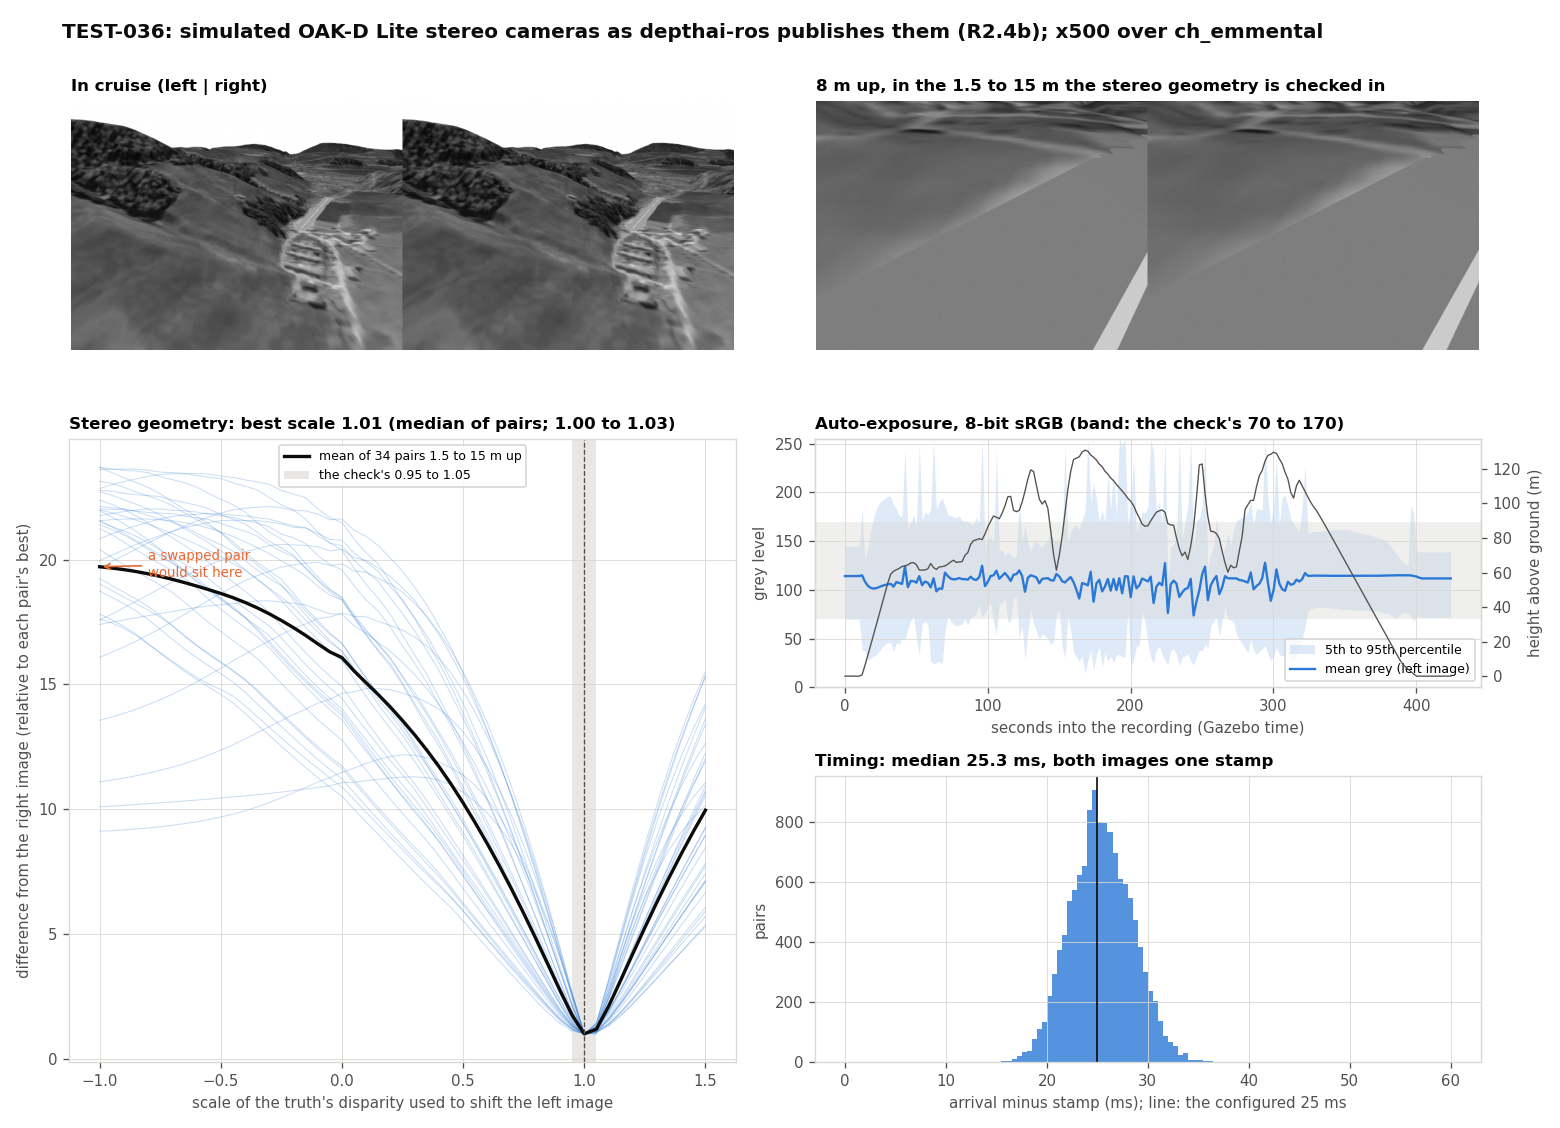 TEST-036: simulated OAK-D Lite stereo cameras as depthai-ros publishes them (R2.4b); x500 over ch_emmental
In cruise (left | right)
8 m up, in the 1.5 to 15 m the stereo geometry is checked in
Stereo geometry: best scale 1.01 (median of pairs; 1.00 to 1.03)
mean of 34 pairs 1.5 to 15 m up
the check's 0.95 to 1.05
a swapped pair
would sit here
difference from the right image (relative to each pair's best)
20
15
10
5
0
−1.0
−0.5
0.0
0.5
1.0
1.5
scale of the truth's disparity used to shift the left image
Auto-exposure, 8-bit sRGB (band: the check's 70 to 170)
grey level
250
200
150
100
50
0
120
100
80
60
40
20
0
height above ground (m)
5th to 95th percentile
mean grey (left image)
0
100
200
300
400
seconds into the recording (Gazebo time)
Timing: median 25.3 ms, both images one stamp
pairs
800
600
400
200
0
0
10
20
30
40
50
60
arrival minus stamp (ms); line: the configured 25 ms